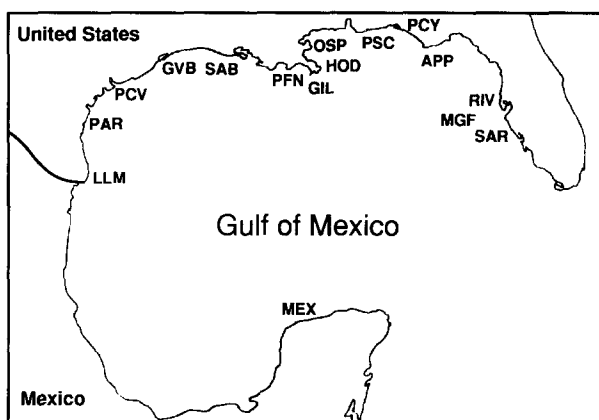 United States
PCY
OSP
PSC
GVB
SAB
HOD
APP
PFN
GIL
PCV
RIV
PAR
MGF
SAR
LLM
Gulf of Mexico
MEX
Mexico